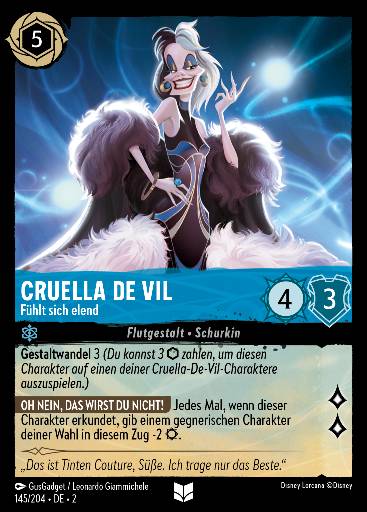 5
CRUELLA DE VIL
Fühlt sich elend
4
3
Flutgestalt • Schurkin
Gestaltwandel 3 (Du kannst 3 zahlen, um diesen
Charakter auf einen deiner Cruella-De-Vil-Charaktere
auszuspielen.)
OH NEIN, DAS WIRST DU NICHT! Jedes Mal, wenn dieser
Charakter erkundet, gib einem gegnerischen Charakter
deiner Wahl in diesem Zug -2 .
„Das ist Tinten Couture, Süße. Ich trage nur das Beste.“
GusGadget / Leonardo Giammichele
Disney Lorcana ©Disney
145/204 • DE • 2